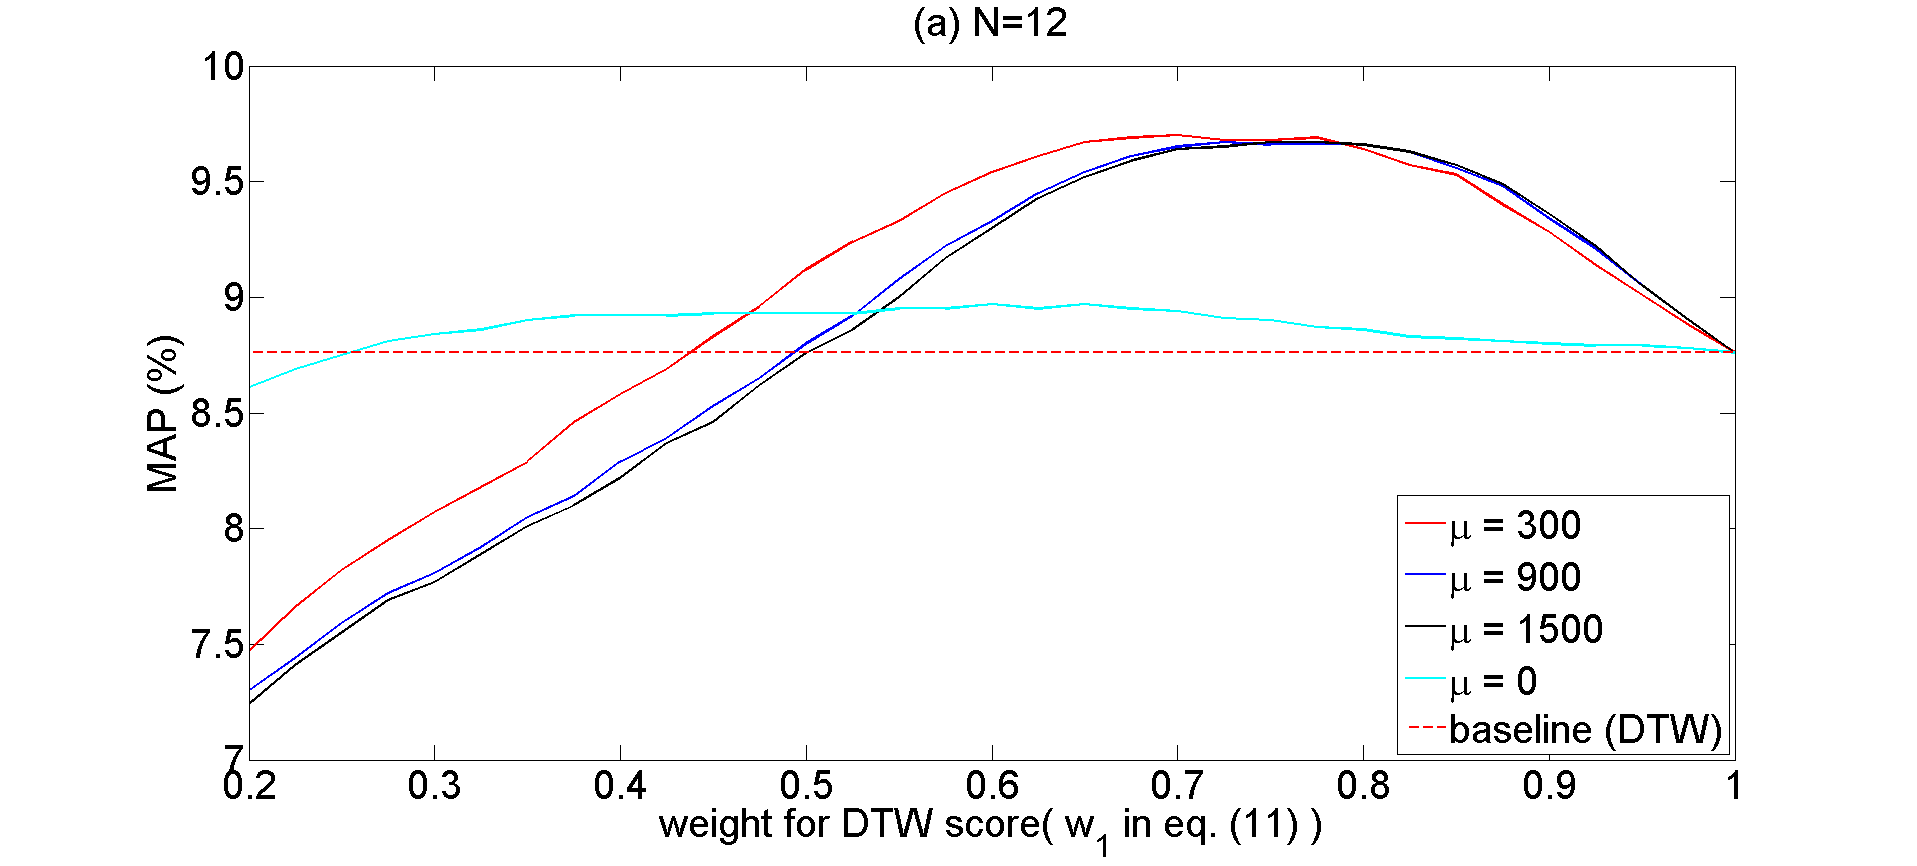 (a) N=12
10
9.5
9
8.5
8
7.5
7
MAP (%)
0.2 0.3 0.4 0.5 0.6 0.7 0.8 0.9 1
weight for DTW score( w1 in eq. (11) )
μ = 300
μ = 900
μ = 1500
μ = 0
baseline (DTW)